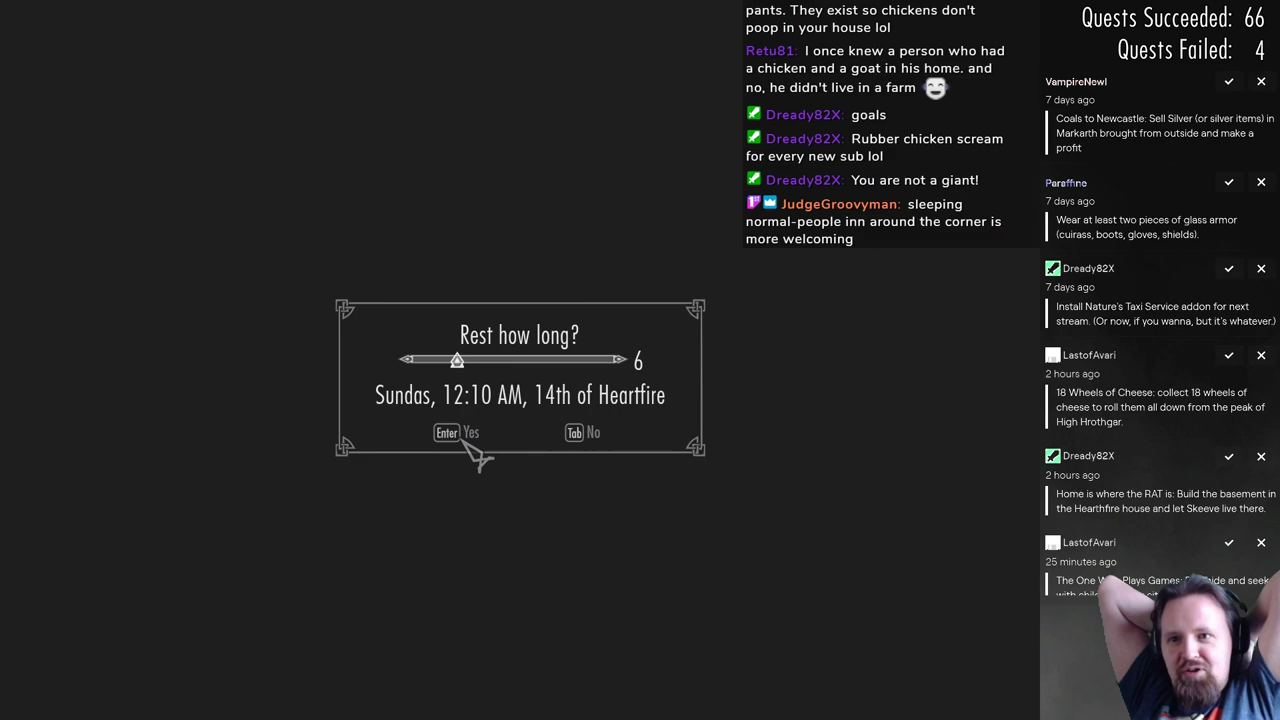 pants. They exist so chickens don't
poop in your house lol
Retu81: I once knew a person who had
a chicken and a goat in his home. and
no, he didn't live in a farm
Dready82X: goals
Dready82X: Rubber chicken scream
for every new sub lol
Dready82X: You are not a giant!
JudgeGroovyman: sleeping
normal-people inn around the corner is
more welcoming
Rest how long?
6
Sundas, 12:10 AM, 14th of Heartfire
Enter Yes
Tab No
Quests Succeeded: 66
Quests Failed: 4
VampireNewI
7 days ago
Coals to Newcastle: Sell Silver (or silver items) in
Markarth brought from outside and make a
profit
Paraffine
7 days ago
Wear at least two pieces of glass armor
(cuirass, boots, gloves, shields).
Dready82X
7 days ago
Install Nature's Taxi Service addon for next
stream. (Or now, if you wanna, but it's whatever.)
LastofAvari
2 hours ago
18 Wheels of Cheese: collect 18 wheels of
cheese to roll them all down from the peak of
High Hrothgar.
Dready82X
2 hours ago
Home is where the RAT is: Build the basement in
the Hearthfire house and let Skeeve live there.
LastofAvari
25 minutes ago
The One Plays Games: and seek